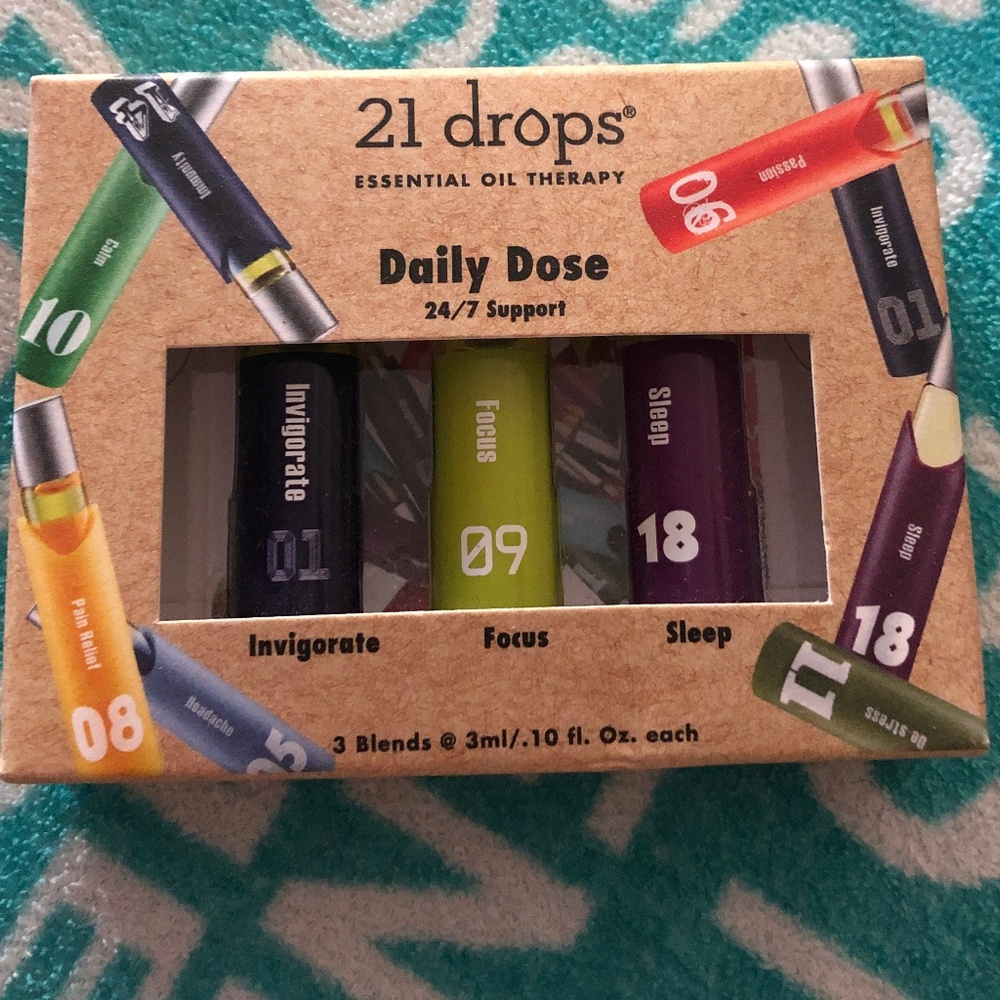 21 drops®
ESSENTIAL OIL THERAPY
Daily Dose
24/7 Support
14
Immunity
Calm
10
Passion
06
Invigorate
01
Invigorate
01
Focus
09
Sleep
18
Sleep
18
Pain Relief
08
Headache
05
11
De stress
Invigorate
Focus
Sleep
3 Blends @ 3ml/.10 fl. Oz. each